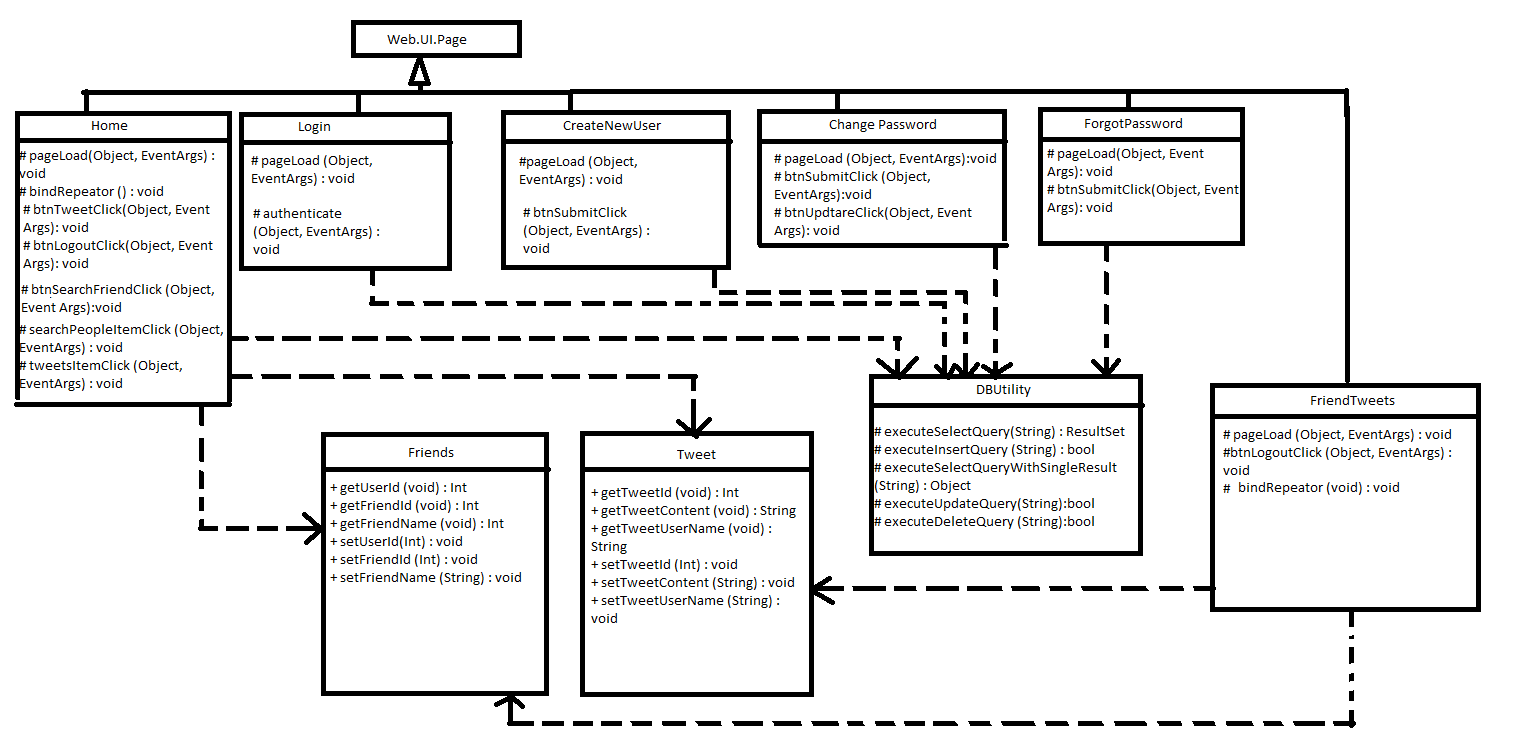 Web.UI.Page
Home
# pageLoad(Object, EventArgs) :
void
# bindRepeator () : void
# btnTweetClick(Object, Event
Args): void
# btnLogoutClick(Object, Event
Args): void
# btnSearchFriendClick (Object,
Event Args):void
# searchPeopleItemClick (Object,
EventArgs) : void
# tweetsItemClick (Object,
EventArgs) : void
Login
# pageLoad (Object,
EventArgs) : void
# authenticate
(Object, EventArgs) :
void
CreateNewUser
#pageLoad (Object,
EventArgs) : void
# btnSubmitClick
(Object, EventArgs) :
void
Change Password
# pageLoad (Object, EventArgs):void
# btnSubmitClick (Object,
EventArgs):void
# btnUpdtareClick(Object, Event
Args): void
ForgotPassword
# pageLoad(Object, Event
Args): void
# btnSubmitClick(Object, Event
Args): void
Friends
+ getUserId (void) : Int
+ getFriendId (void) : Int
+ getFriendName (void) : Int
+ setUserId(Int) : void
+ setFriendId (Int) : void
+ setFriendName (String) : void
Tweet
+ getTweetId (void) : Int
+ getTweetContent (void) : String
+ getTweetUserName (void) :
String
+ setTweetId (Int) : void
+ setTweetContent (String) : void
+ setTweetUserName (String) :
void
DBUtility
# executeSelectQuery(String) : ResultSet
# executeInsertQuery (String) : bool
# executeSelectQueryWithSingleResult
(String) : Object
# executeUpdateQuery(String):bool
# executeDeleteQuery (String):bool
FriendTweets
# pageLoad (Object, EventArgs) : void
#btnLogoutClick (Object, EventArgs) :
void
# bindRepeator (void) : void